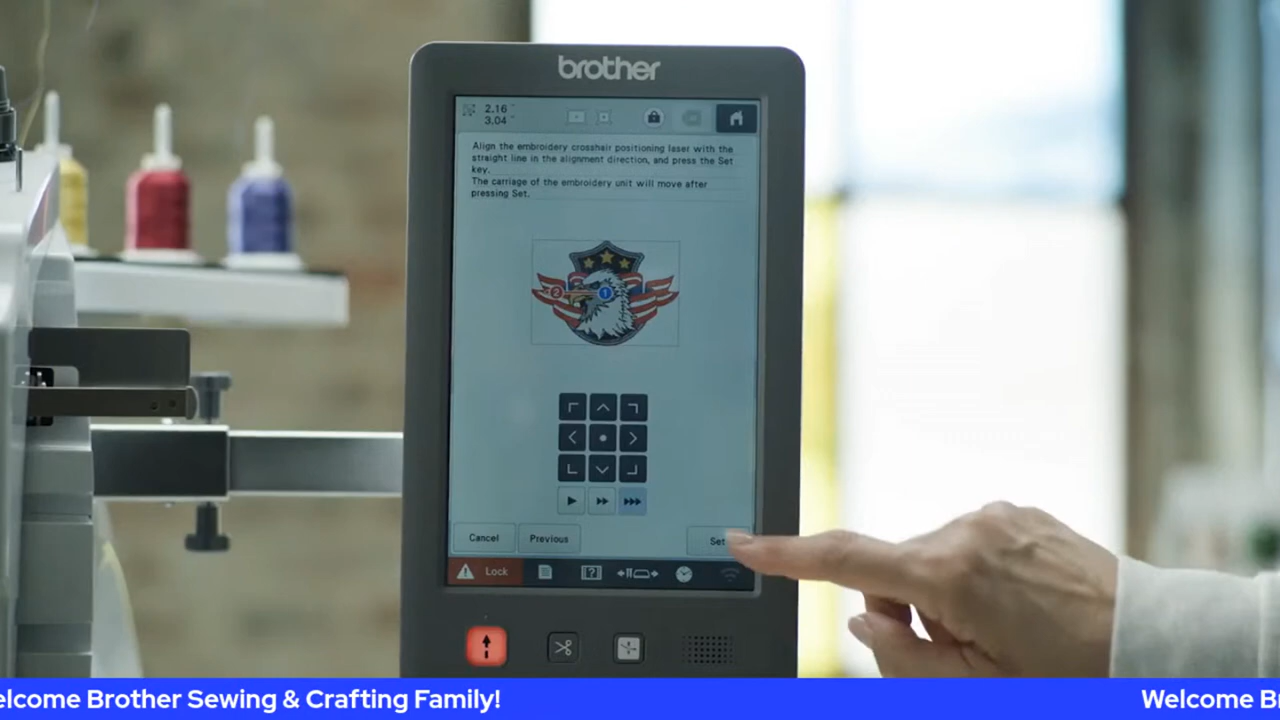 brother
2.16
3.04
Align the embroidery crosshair positioning laser with the
straight line in the alignment direction, and press the Set
key.
The carriage of the embroidery unit will move after
pressing Set.
2
1
Cancel
Previous
Set
Lock
elcome Brother Sewing & Crafting Family!
Welcome Br